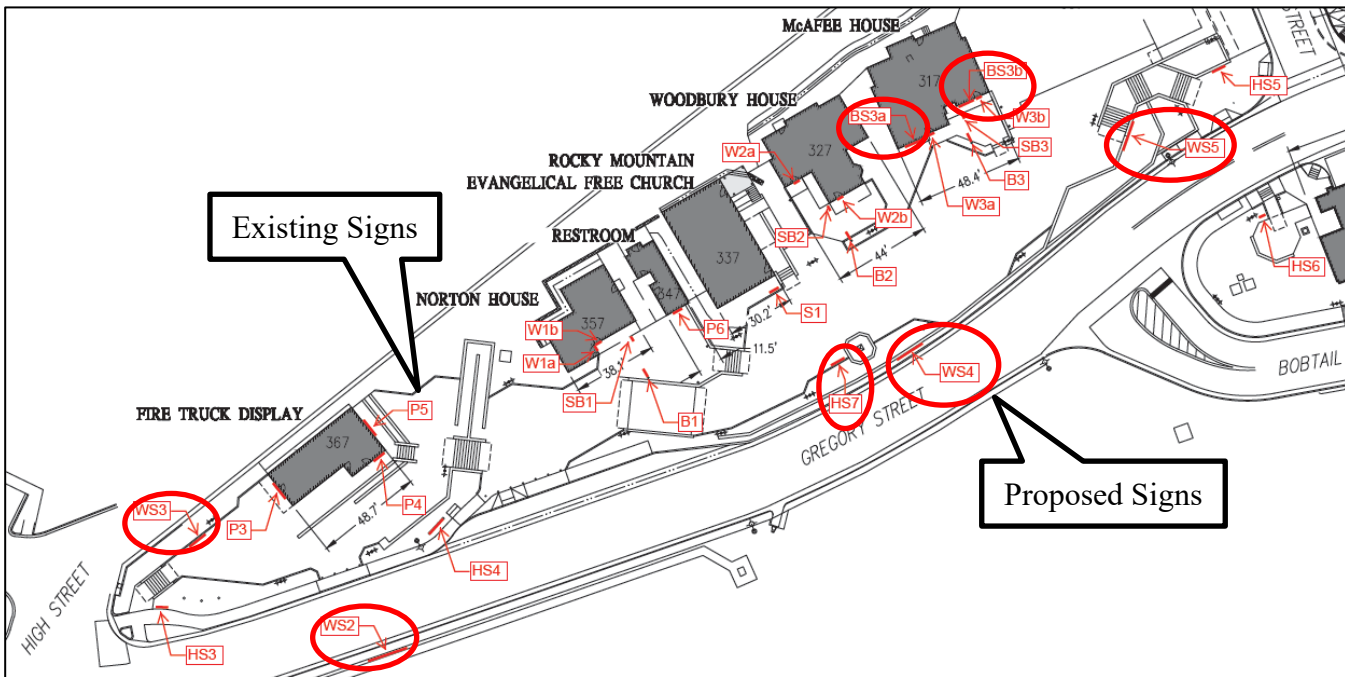 McAFEE HOUSE
STREET
317
BS3b
HS5
WOODBURY HOUSE
BS3a
W3b
327
SB3
WS5
ROCKY MOUNTAIN
EVANGELICAL FREE CHURCH
W2a
48.4'
B3
W3a
W2b
SB2
RESTROOM
337
44'
B2
HS6
Existing Signs
NORTON HOUSE
347
S1
W1b
357
P6
30.2'
W1a
38.1'
11.5'
WS4
BOBTAIL
SB1
B1
HS7
FIRE TRUCK DISPLAY
P5
GREGORY STREET
367
Proposed Signs
WS3
P3
P4
48.7'
HS4
HIGH STREET
WS2
HS3